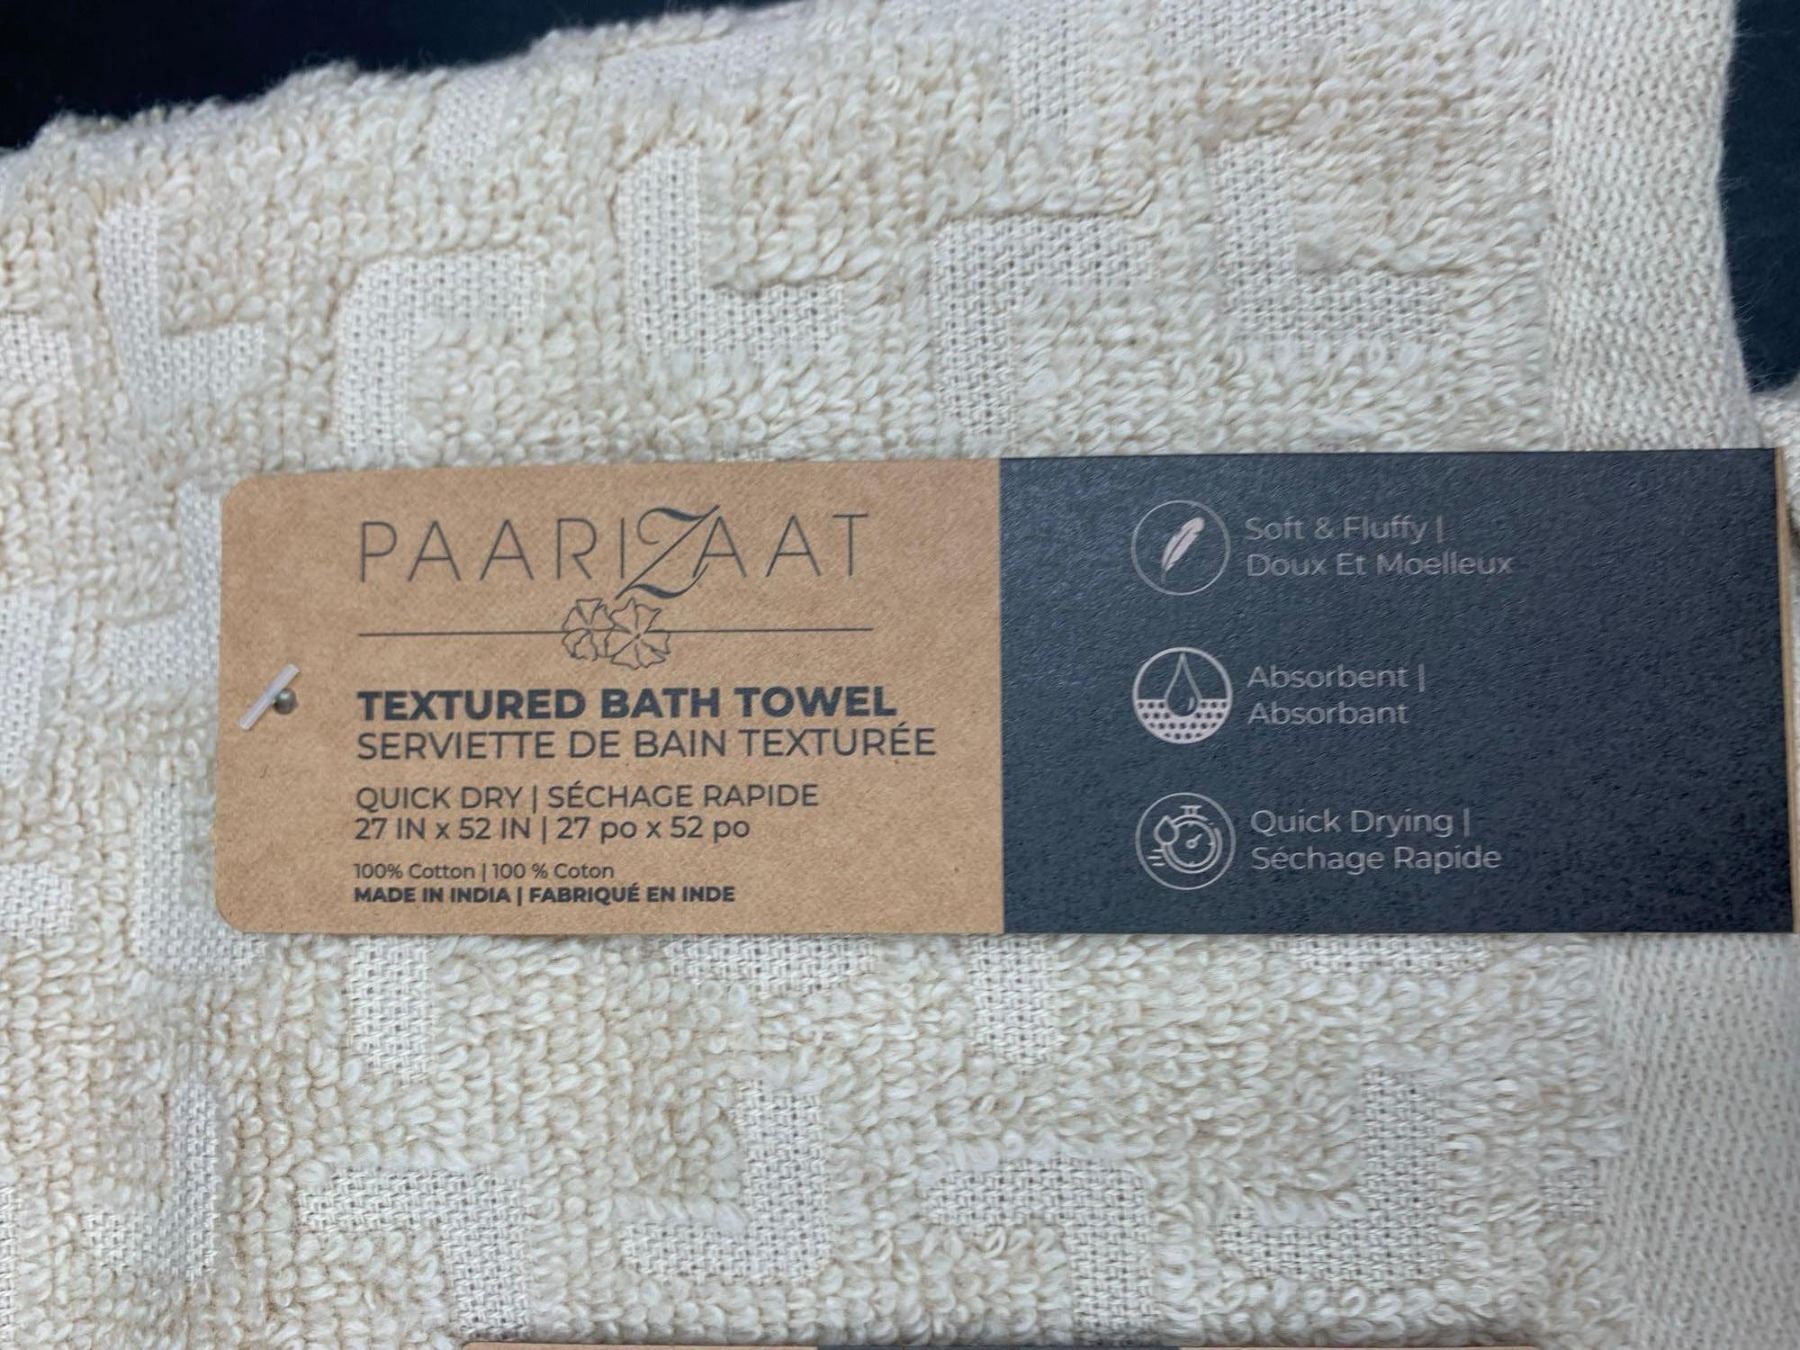 PAARIZAAT
TEXTURED BATH TOWEL
SERVIETTE DE BAIN TEXTURÉE
QUICK DRY | SÉCHAGE RAPIDE
27 IN x 52 IN | 27 po x 52 po
100% Cotton | 100 % Coton
MADE IN INDIA | FABRIQUÉ EN INDE
Soft & Fluffy |
Doux Et Moelleux
Absorbent |
Absorbant
Quick Drying |
Séchage Rapide